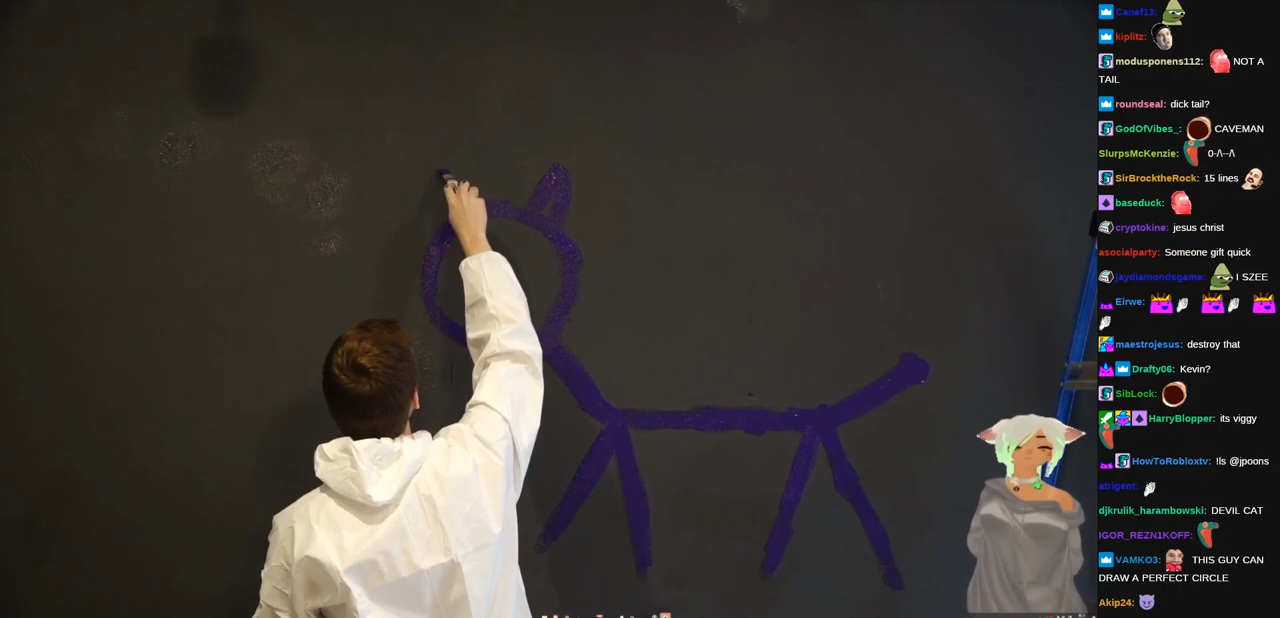 Canef13:
kiplitz:
modusponens112: NOT A
TAIL
roundseal: dick tail?
GodOfVibes_: CAVEMAN
SlurpsMcKenzie: 0-/\--/\
SirBrocktheRock: 15 lines
baseduck:
cryptokine: jesus christ
asocialparty: Someone gift quick
jaydiamondsgame: I SZEE
Eirwe:
maestrojesus: destroy that
Drafty06: Kevin?
SibLock:
HarryBlopper: its viggy
HowToRobloxtv: !ls @jpoons
atrigent:
djkrulik_harambowski: DEVIL CAT
IGOR_REZN1KOFF:
VAMKO3: THIS GUY CAN
DRAW A PERFECT CIRCLE
Akip24: